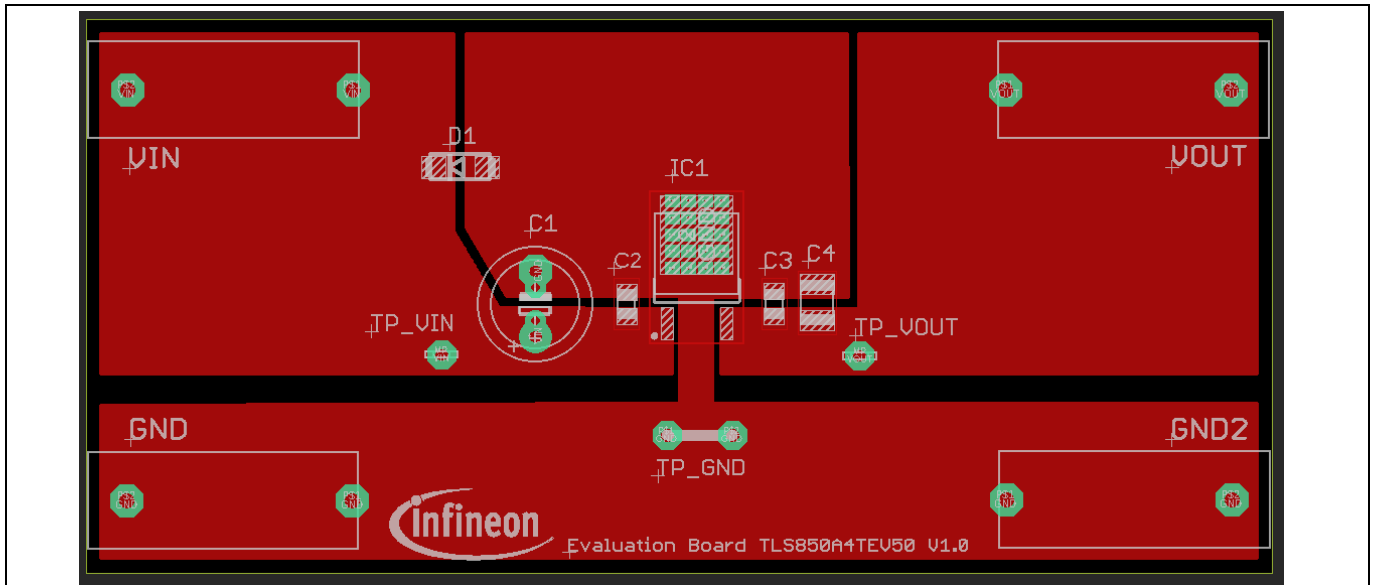 D1
VIN
VOUT
IC1
C1
C2
C3
C4
TP_VIN
TP_VOUT
GND
GND2
TP_GND
infineon
Evaluation Board TLS850A4TEV50 V1.0